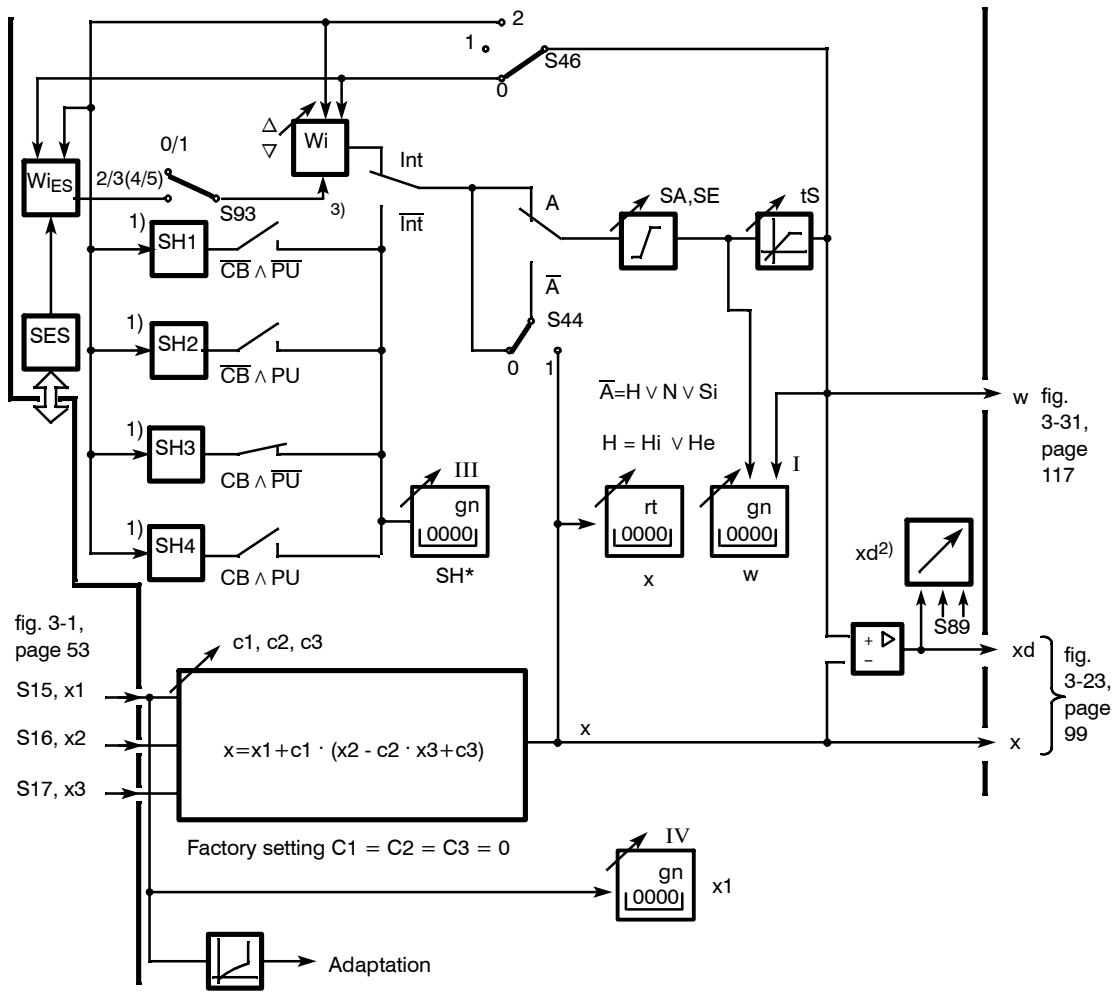 2
1
S46
0
0/1
△
▽
Wi
Int
WiES
2/3(4/5)
S93
3)
A
SA,SE
tS
1)
SH1
Int
CB ∧ PU
A
S44
SES
1)
SH2
CB ∧ PU
0
1
A=H ∨ N ∨ Si
w
fig.
3-31,
page
117
H = Hi ∨ He
1)
SH3
CB ∧ PU
III
I
gn
0000
rt
0000
gn
0000
1)
SH4
SH*
x
w
xd2)
CB ∧ PU
S89
fig. 3-1,
page 53
c1, c2, c3
+
−
xd
fig.
3-23,
page
99
S15, x1
S16, x2
x=x1+c1 · (x2 - c2 · x3+c3)
x
x
S17, x3
Factory setting C1 = C2 = C3 = 0
IV
gn
0000
x1
Adaptation